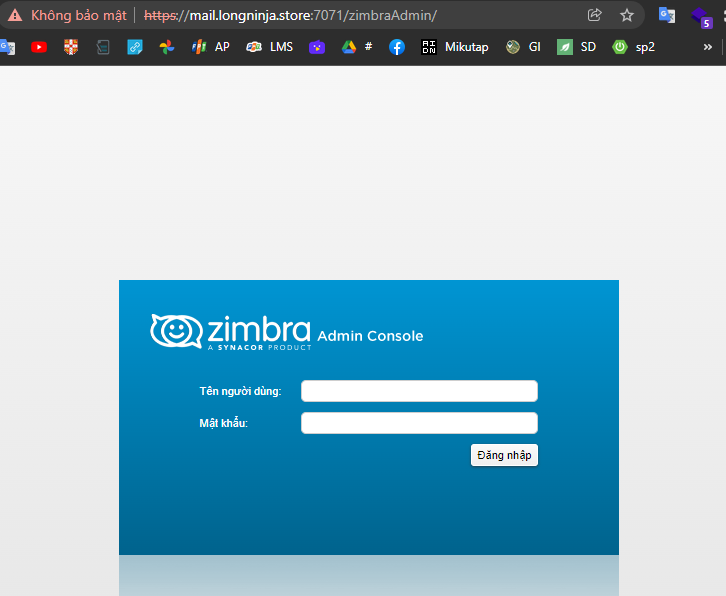 Không bảo mật https://mail.longninja.store:7071/zimbraAdmin/
5
AP LMS # Mikutap GI SD sp2 »
zimbra Admin Console
A SYNACOR PRODUCT
Tên người dùng:
Mật khẩu:
Đăng nhập